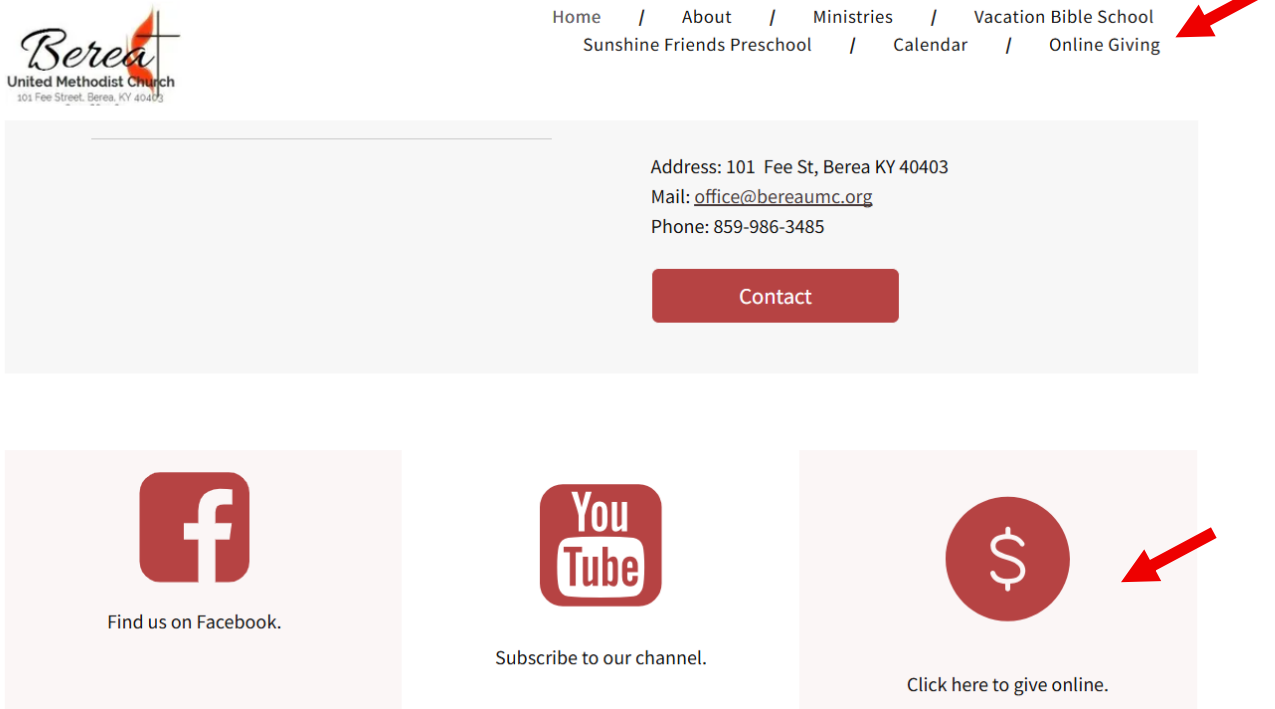 Berea
United Methodist Church
101 Fee Street, Berea, KY 40403
Home / About / Ministries / Vacation Bible School
Sunshine Friends Preschool / Calendar / Online Giving
Address: 101 Fee St, Berea KY 40403
Mail: office@bereaumc.org
Phone: 859-986-3485
Contact
f
You
Tube
$
Find us on Facebook.
Subscribe to our channel.
Click here to give online.